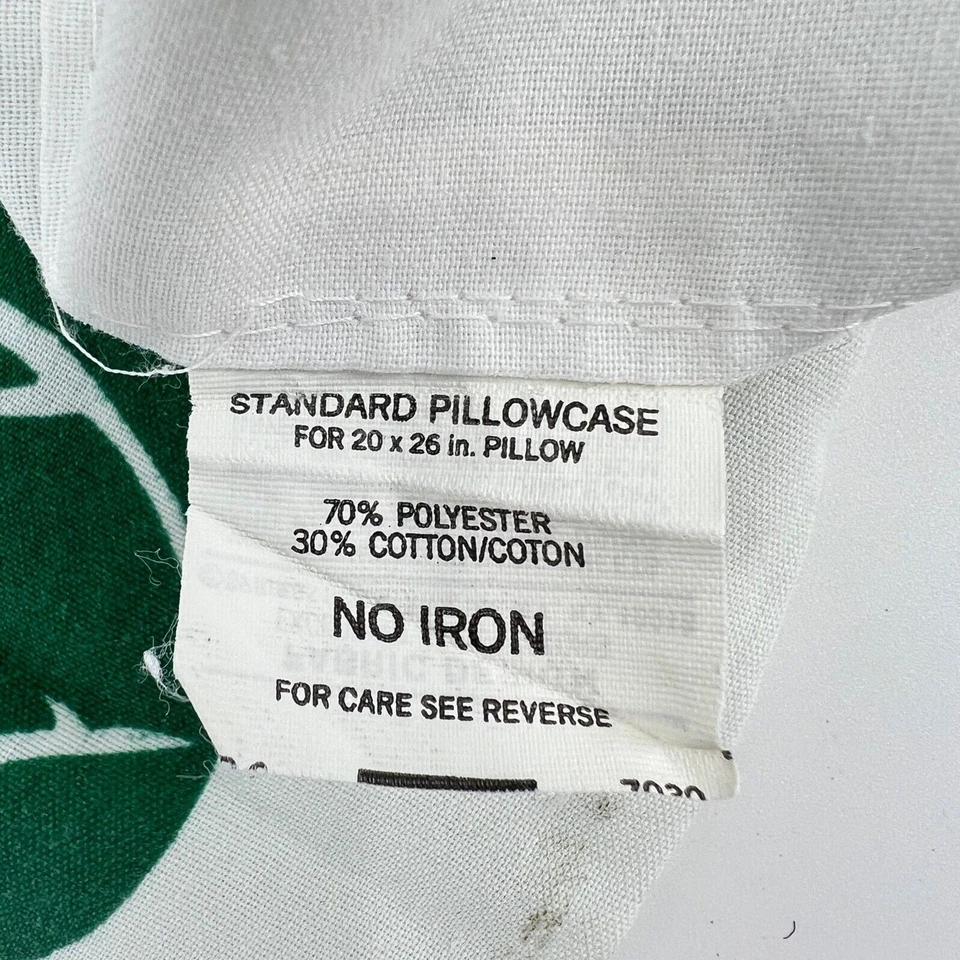 STANDARD PILLOWCASE
FOR 20 x 26 in. PILLOW
70% POLYESTER
30% COTTON/COTON
NO IRON
FOR CARE SEE REVERSE